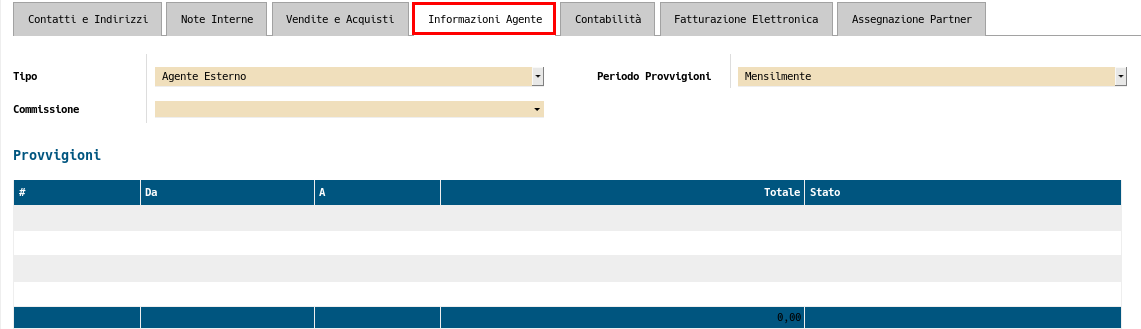 Contatti e Indirizzi Note Interne Vendite e Acquisti Informazioni Agente Contabilità Fatturazione Elettronica Assegnazione Partner
Tipo Agente Esterno Periodo Provvigioni Mensilmente
Commissione
Provvigioni
# Da A Totale Stato
0,00